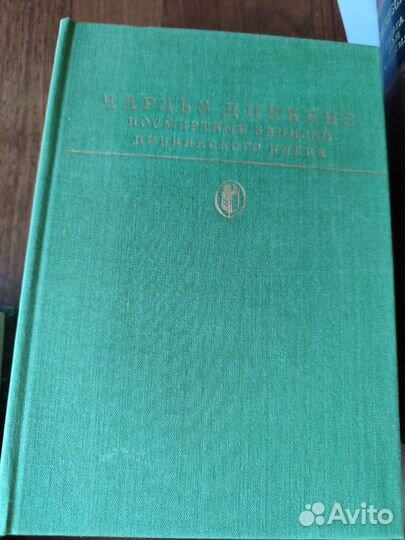 ЧАРЛЬЗ ДИККЕНС
ПОСМЕРТНЫЕ ЗАПИСКИ
ПИКВИКСКОГО КЛУБА
Avito